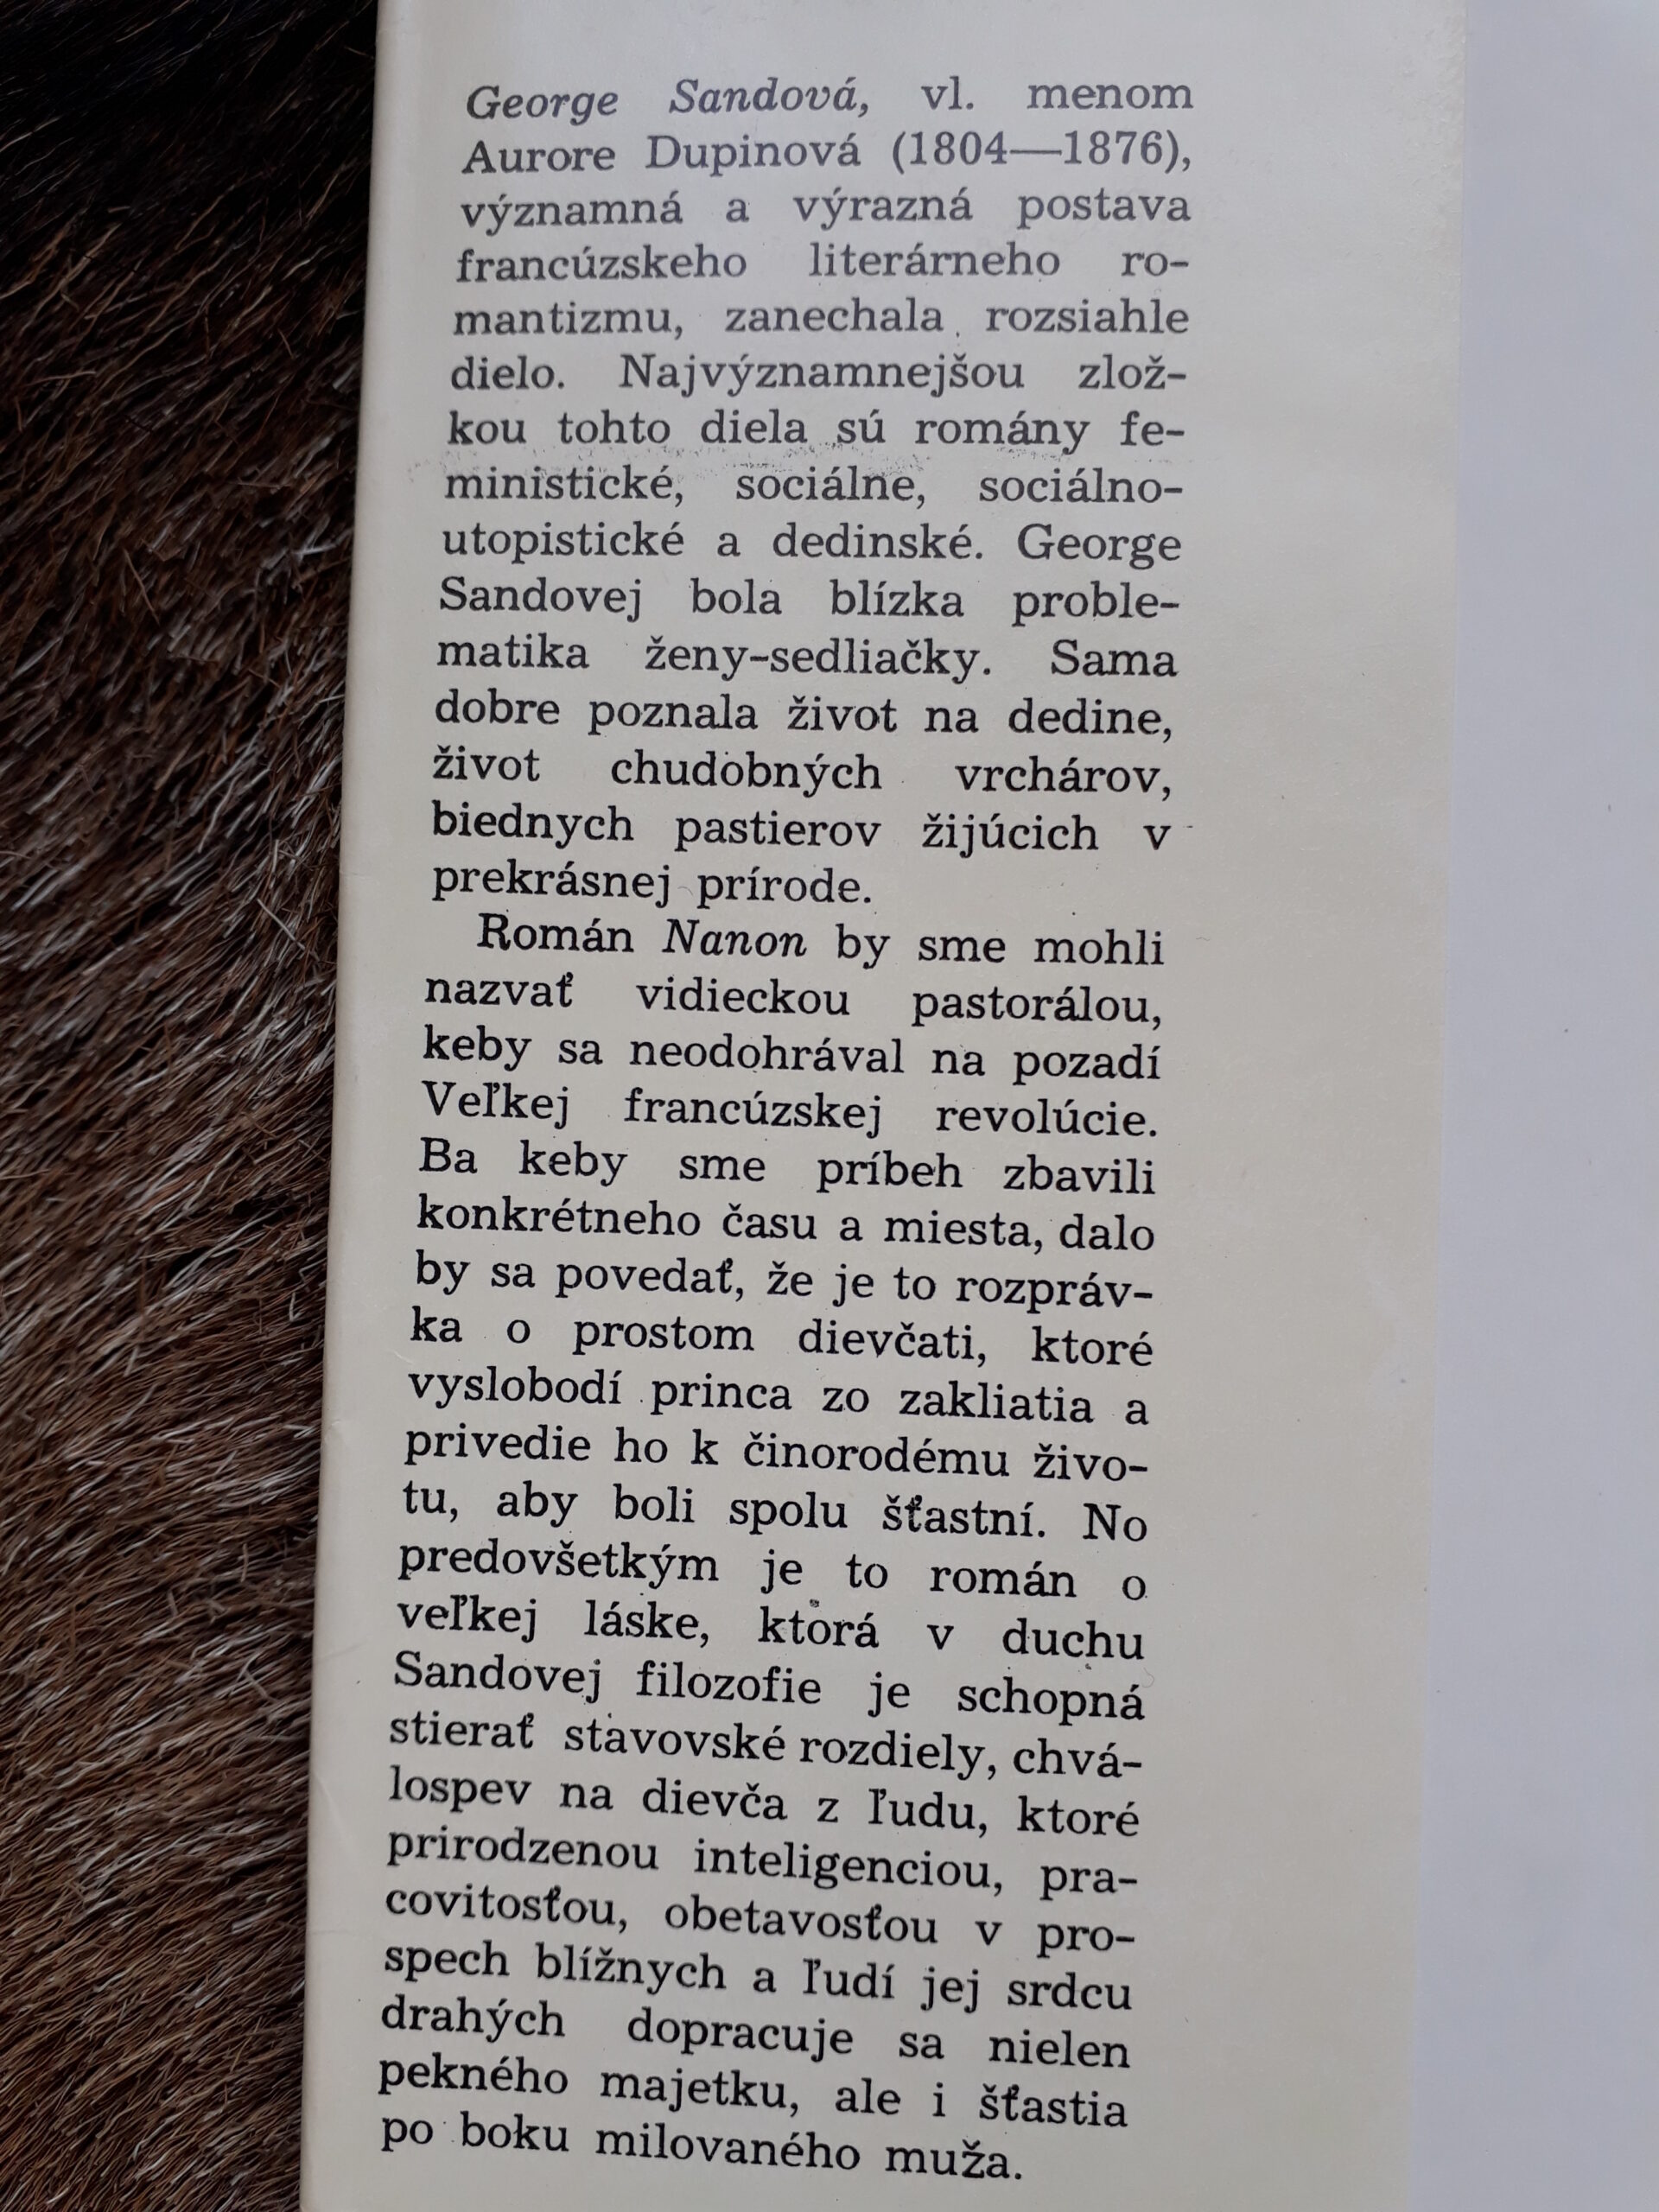 George Sandová, vl. menom
Aurore Dupinová (1804—1876),
významná a výrazná postava
francúzskeho literárneho ro-
mantizmu, zanechala rozsiahle
dielo. Najvýznamnejšou zlož-
kou tohto diela sú romány fe-
ministické, sociálne, sociálno-
utopistické a dedinské. George
Sandovej bola blízka proble-
matika ženy-sedliačky. Sama
dobre poznala život na dedine,
život chudobných vrchárov,
biednych pastierov žijúcich v
prekrásnej prírode.
Román Nanon by sme mohli
nazvať vidieckou pastorálou,
keby sa neodohrával na pozadí
Veľkej francúzskej revolúcie.
Ba keby sme príbeh zbavili
konkrétneho času a miesta, dalo
by sa povedať, že je to rozpráv-
ka o prostom dievčati, ktoré
vyslobodí princa zo zakliatia a
privedie ho k činorodému živo-
tu, aby boli spolu šťastní. No
predovšetkým je to román o
veľkej láske, ktorá v duchu
Sandovej filozofie je schopná
stierať stavovské rozdiely, chvá-
lospev na dievča z ľudu, ktoré
prirodzenou inteligenciou, pra-
covitosťou, obetavosťou v pro-
spech blížnych a ľudí jej srdcu
drahých dopracuje sa nielen
pekného majetku, ale i šťastia
po boku milovaného muža.